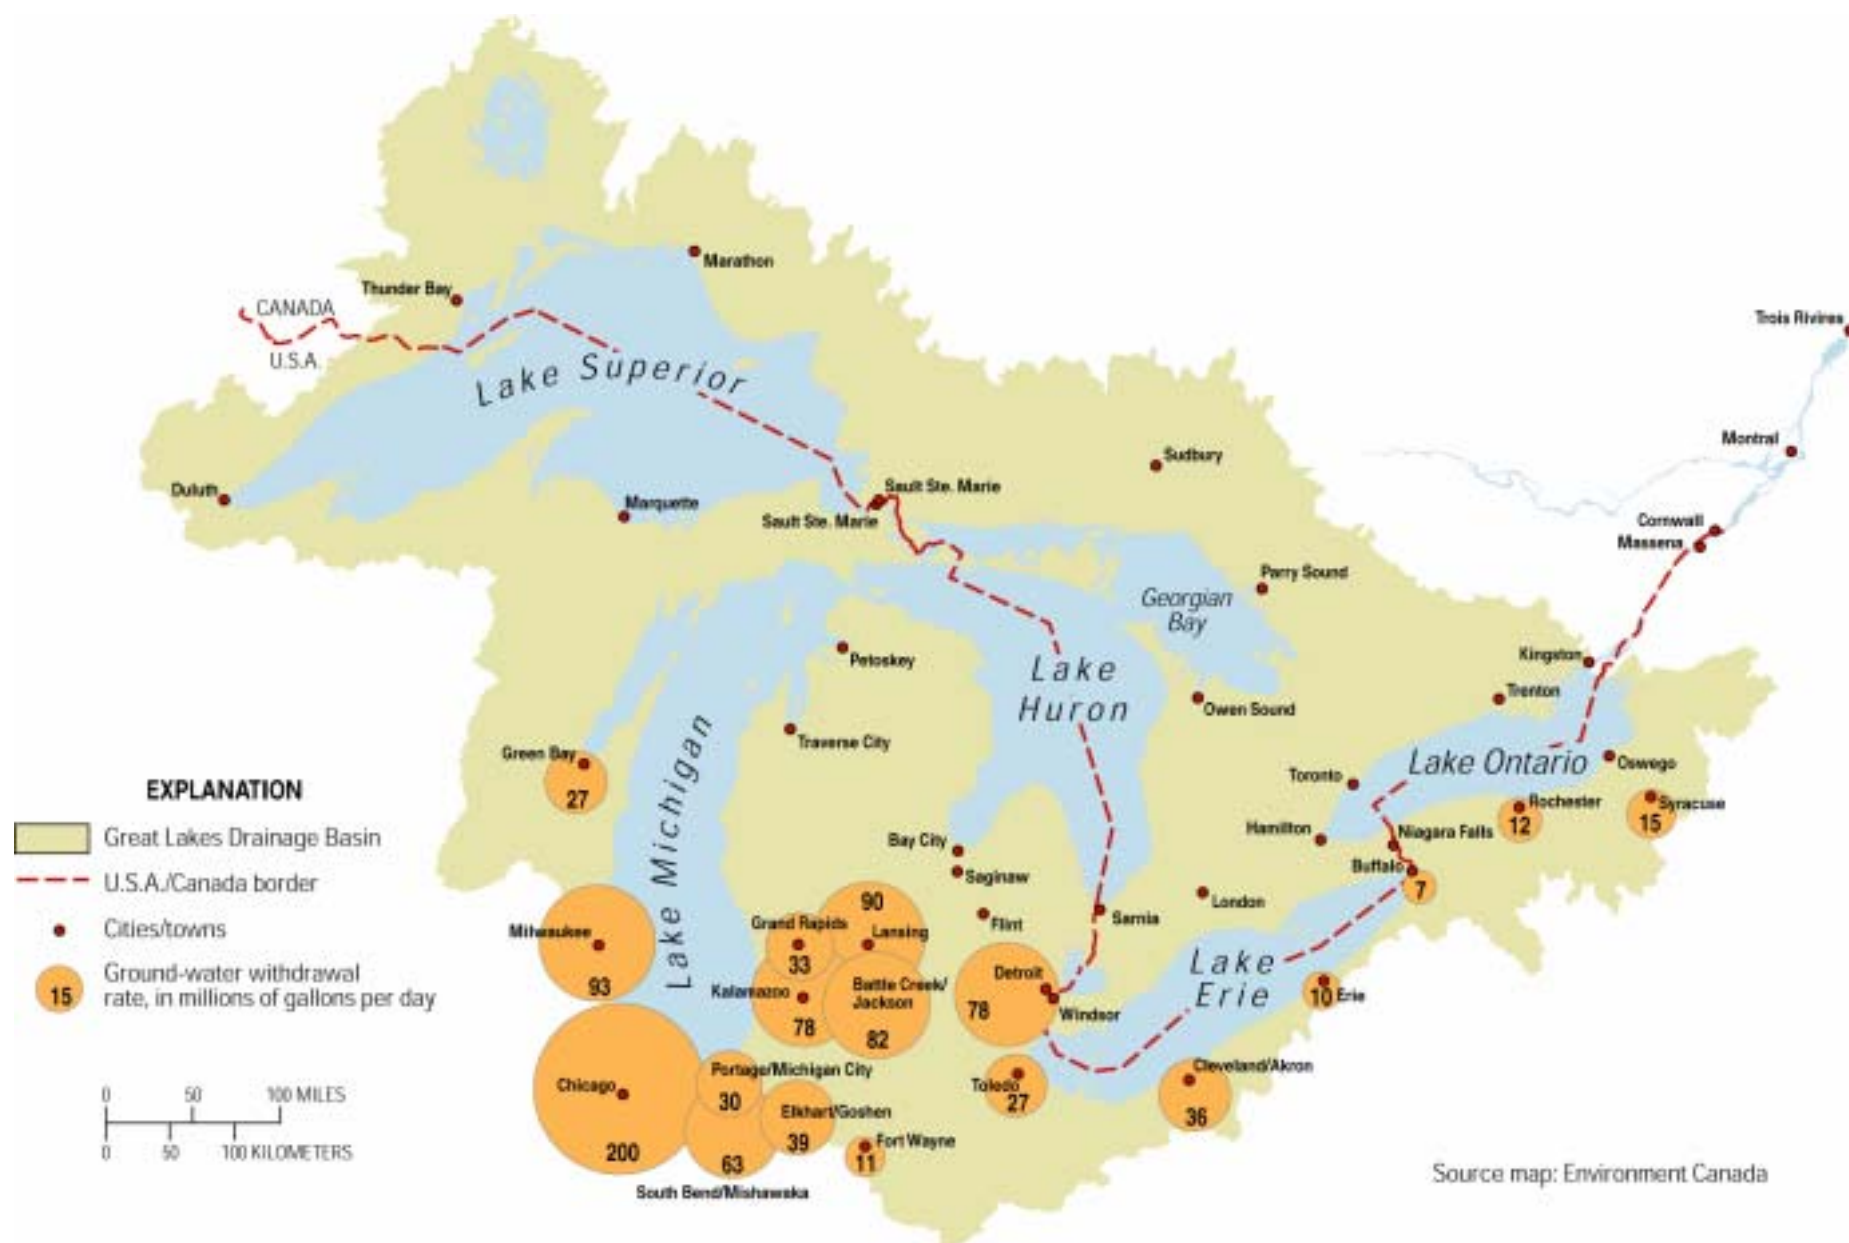 Marathon
Thunder Bay
CANADA
U.S.A.
Trois Rivires
Lake Superior
Montral
Sudbury
Duluth
Sault Ste. Marie
Marquette
Sault Ste. Marie
Cornwall
Massena
Parry Sound
Georgian
Bay
Petoskey
Kingston
Lake
Huron
Trenton
Owen Sound
Traverse City
Green Bay
27
Lake Michigan
Lake Ontario
Oswego
Toronto
Rochester
12
Syracuse
15
Hamilton
Niagara Falls
Buffalo
7
Bay City
Saginaw
EXPLANATION
Great Lakes Drainage Basin
U.S.A./Canada border
Cities/towns
15
Ground-water withdrawal
rate, in millions of gallons per day
London
Sarnia
Flint
90
Lansing
Grand Rapids
33
Milwaukee
93
Kalamazoo
78
Battle Creek/
Jackson
82
Detroit
78
Windsor
Lake
Erie
10
Erie
Cleveland/Akron
36
Toledo
27
Portage/Michigan City
30
Chicago
200
Elkhart/Goshen
39
Fort Wayne
11
63
South Bend/Mishawaka
0 50 100 MILES
0 50 100 KILOMETERS
Source map: Environment Canada